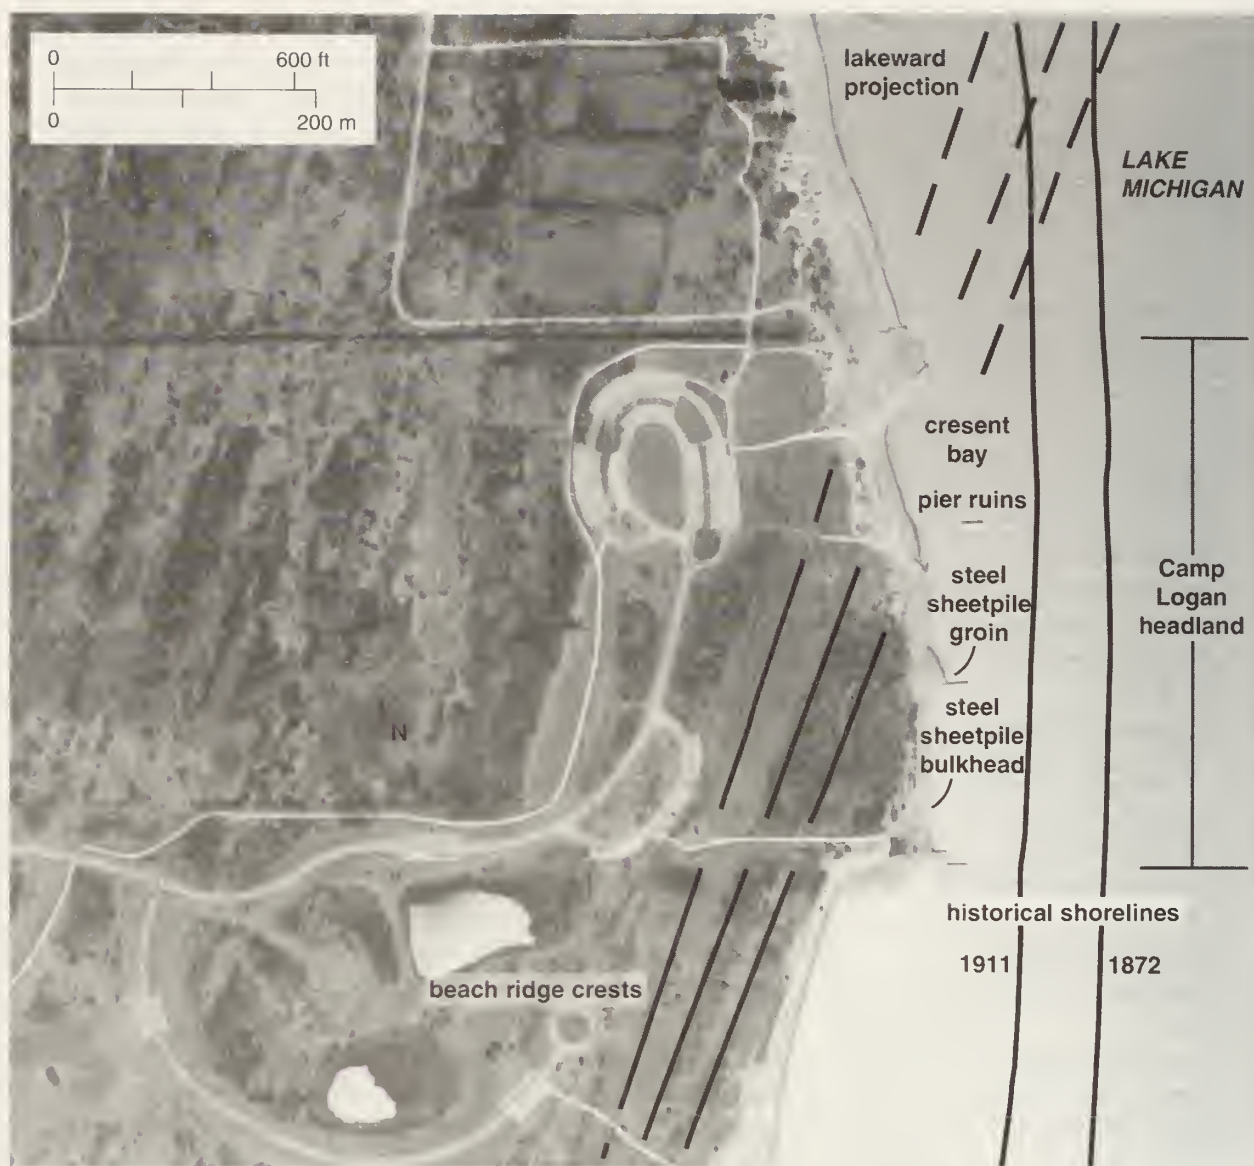 0 600 ft
0 200 m
lakeward
projection
LAKE
MICHIGAN
cresent
bay
pier ruins
steel
sheetpile
groin
Camp
Logan
headland
steel
sheetpile
bulkhead
N
historical shorelines
1911
1872
beach ridge crests